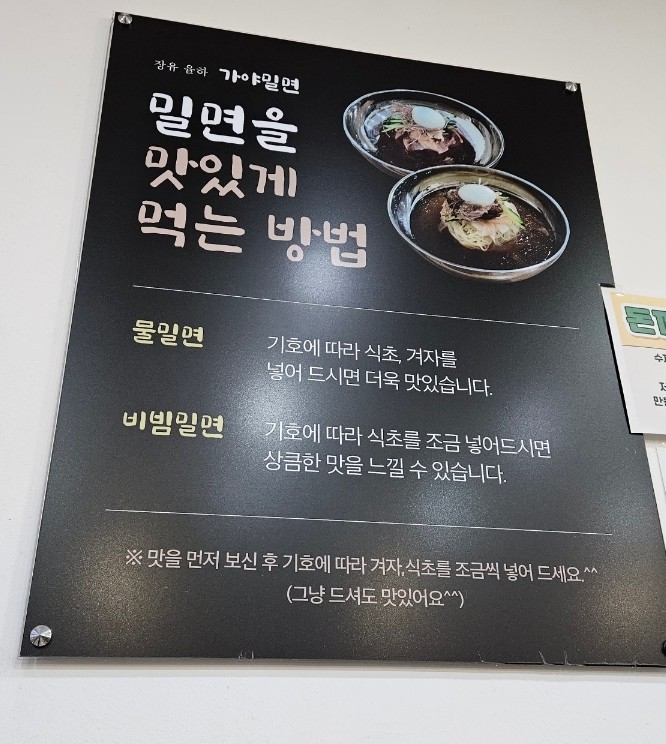 장유 율하 가야밀면
밀면을
맛있게
먹는 방법
물밀면
기호에 따라 식초, 겨자를
넣어 드시면 더욱 맛있습니다.
비빔밀면
기호에 따라 식초를 조금 넣어드시면
상큼한 맛을 느낄 수 있습니다.
※ 맛을 먼저 보신 후 기호에 따라 겨자,식초를 조금씩 넣어 드세요.^^
(그냥 드셔도 맛있어요^^)